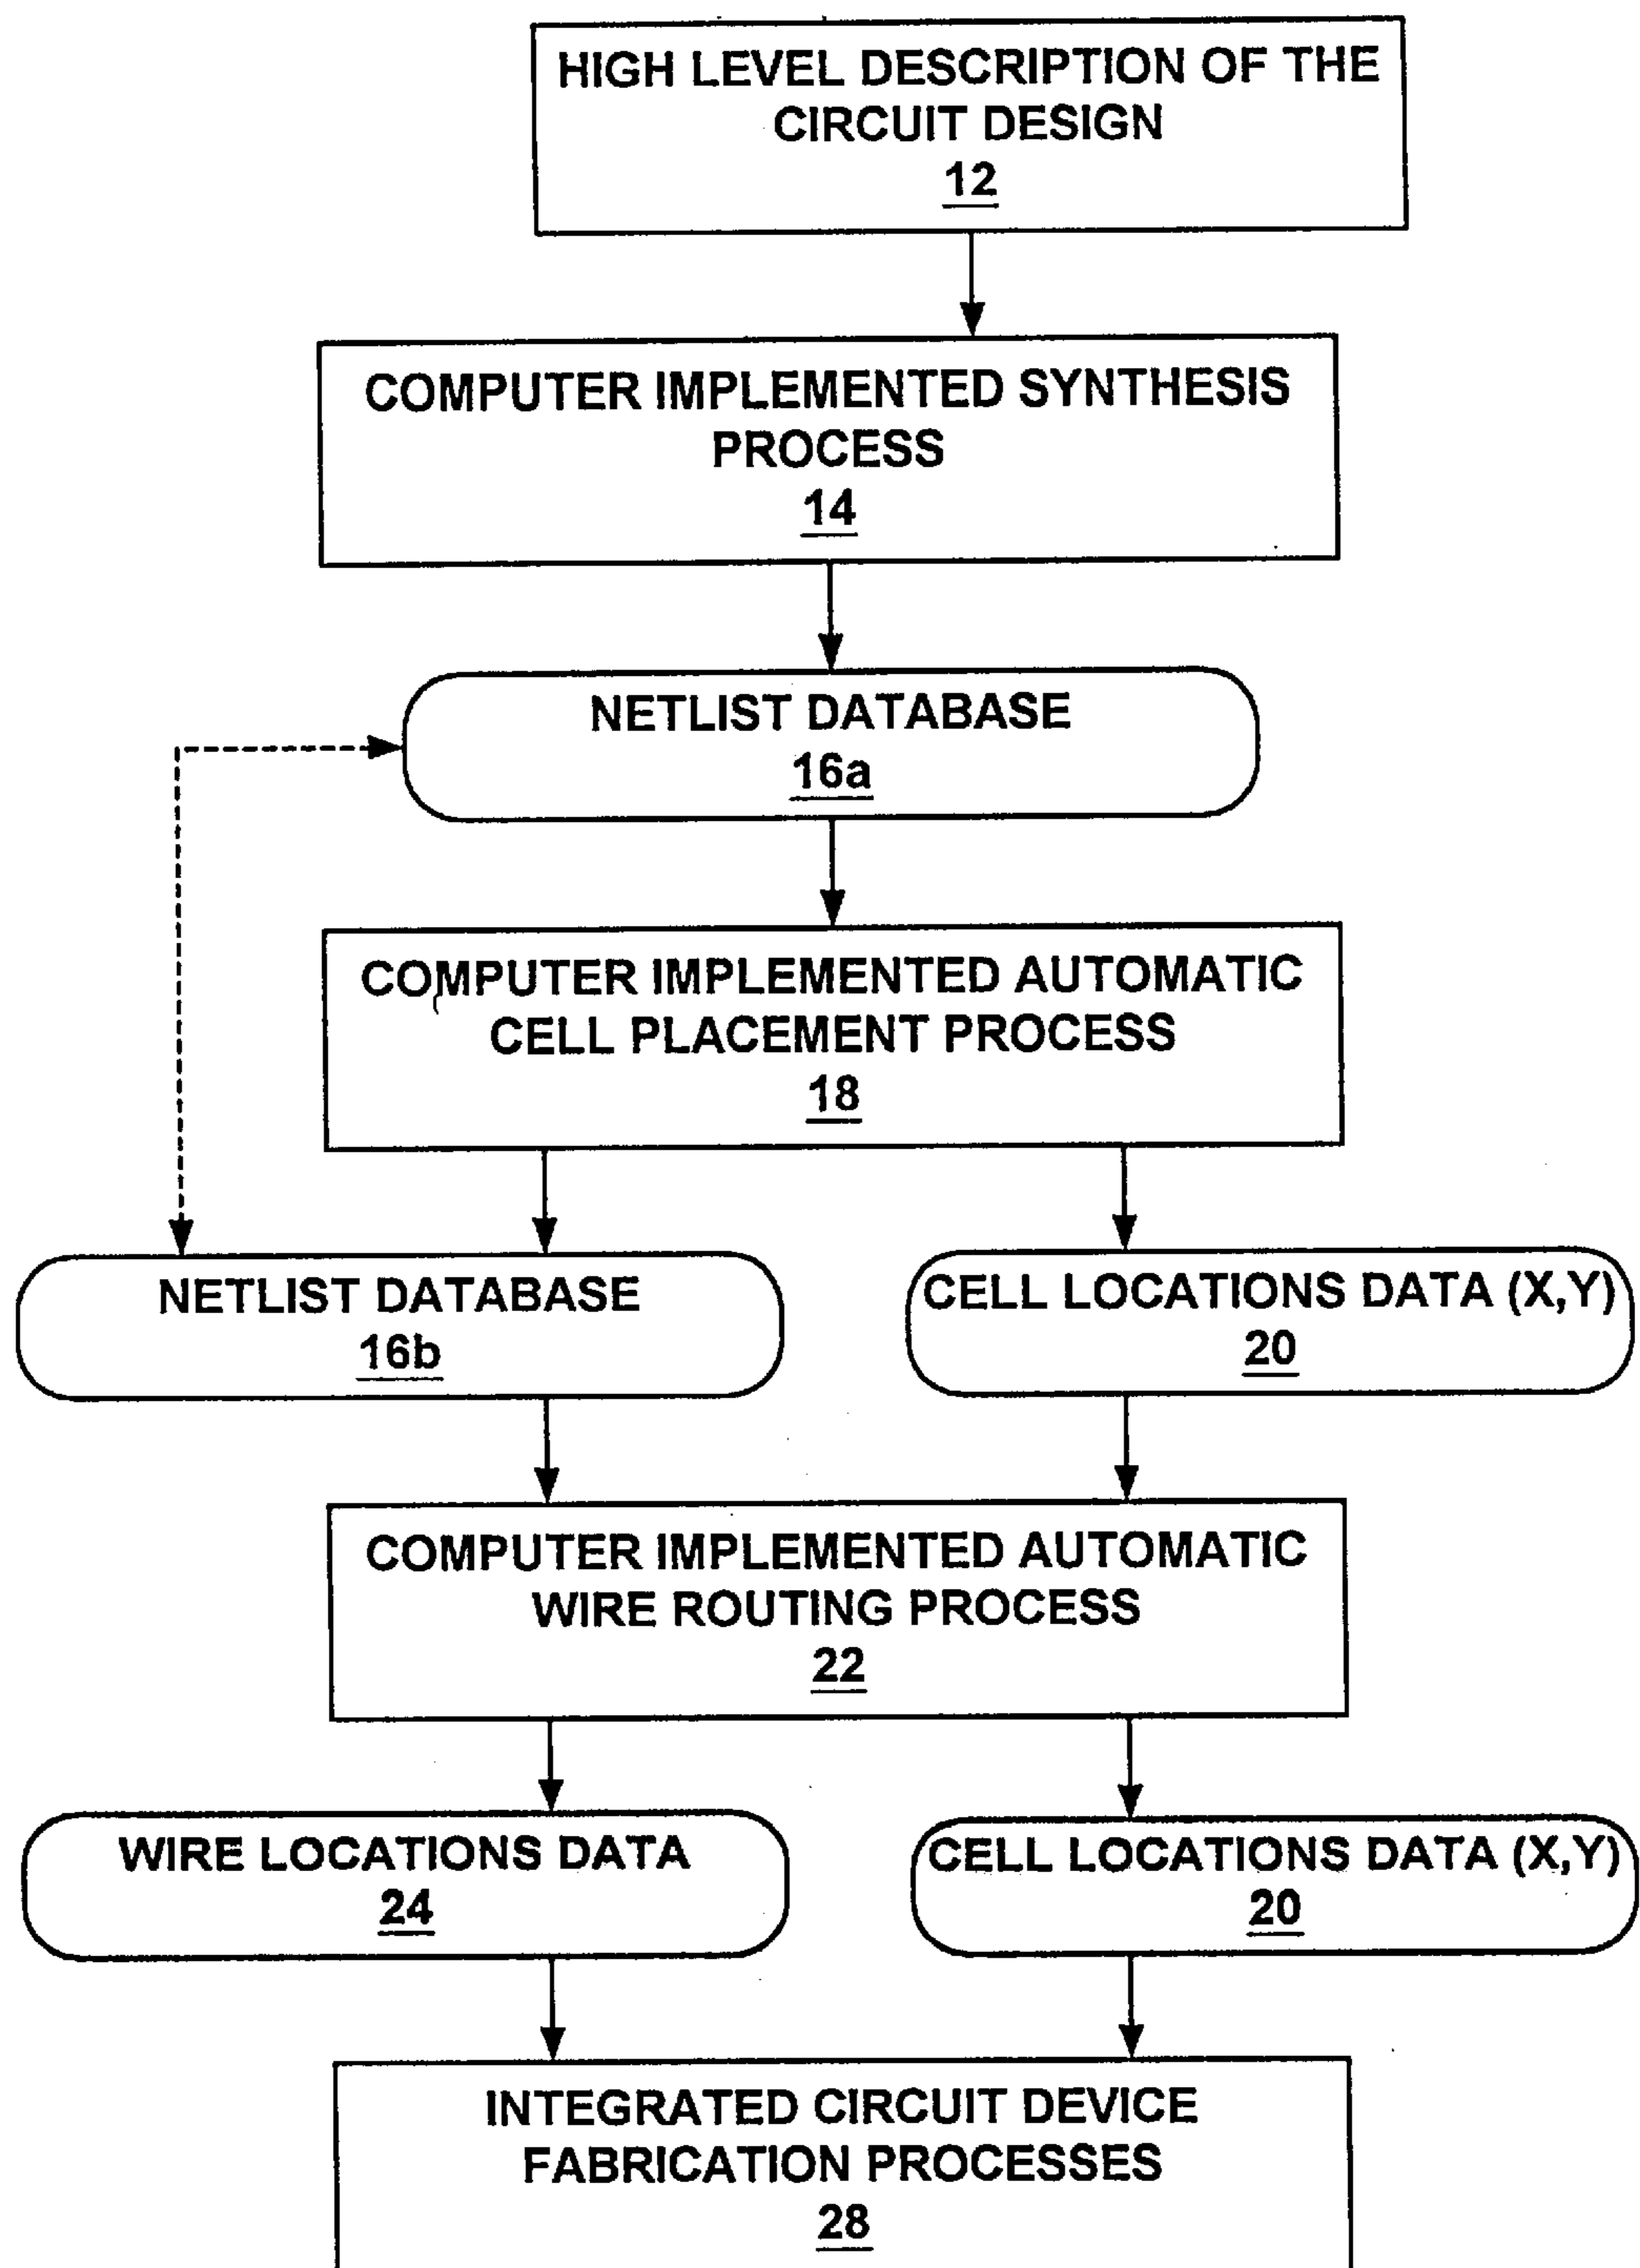 HIGH LEVEL DESCRIPTION OF THE
CIRCUIT DESIGN
12
COMPUTER IMPLEMENTED SYNTHESIS
PROCESS
14
NETLIST DATABASE
16a
COMPUTER IMPLEMENTED AUTOMATIC
CELL PLACEMENT PROCESS
18
NETLIST DATABASE
16b
CELL LOCATIONS DATA (X,Y)
20
COMPUTER IMPLEMENTED AUTOMATIC
WIRE ROUTING PROCESS
22
WIRE LOCATIONS DATA
24
CELL LOCATIONS DATA (X,Y)
20
INTEGRATED CIRCUIT DEVICE
FABRICATION PROCESSES
28